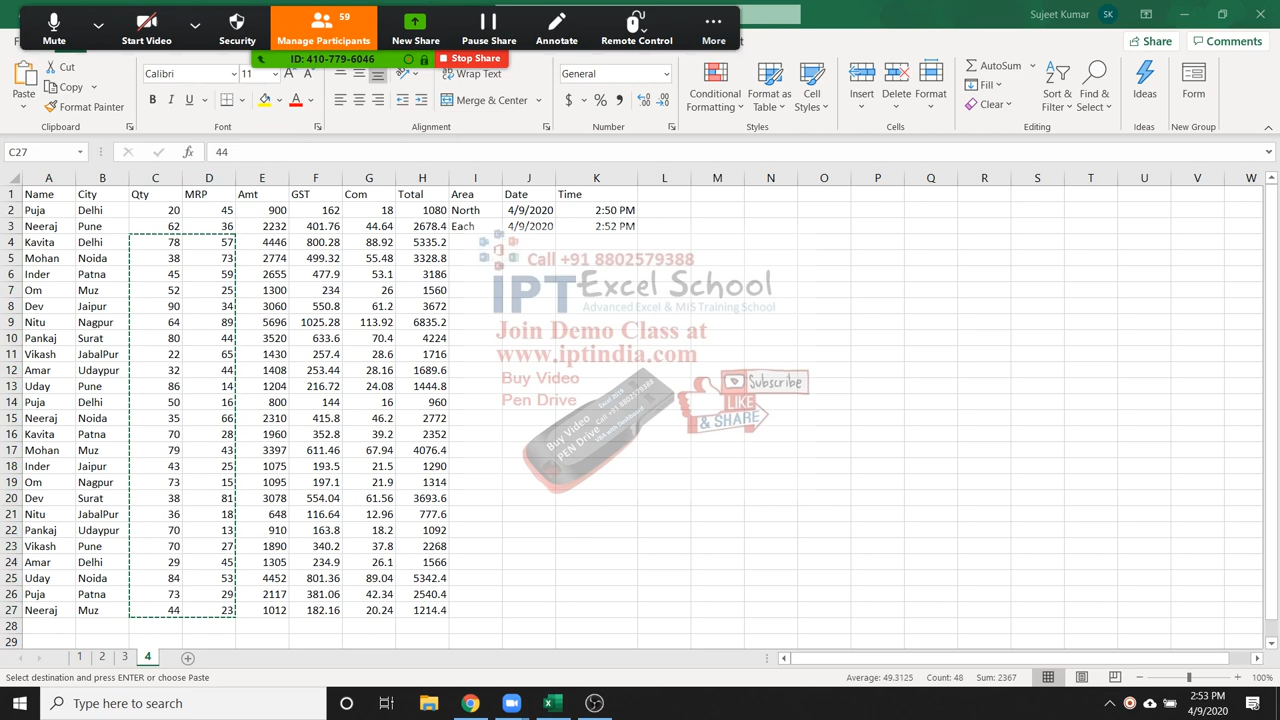 Sujeet Kumar SK
Mute Start Video Security Manage Participants 59 New Share Pause Share Annotate Remote Control More
ID: 410-779-6046 Stop Share
Share Comments
Cut
Copy
Format Painter
Paste
Calibri 11
B I U
Wrap Text
Merge & Center
General
$ % ,
Conditional Formatting Format as Table Cell Styles
Insert Delete Format
AutoSum
Fill
Clear
Sort & Filter Find & Select
Ideas
Form
Clipboard Font Alignment Number Styles Cells Editing Ideas New Group
C27 fx 44
A B C D E F G H I J K L M N O P Q R S T U V W
1 Name City Qty MRP Amt GST Com Total Area Date Time
2 Puja Delhi 20 45 900 162 18 1080 North 4/9/2020 2:50 PM
3 Neeraj Pune 62 36 2232 401.76 44.64 2678.4 Each 4/9/2020 2:52 PM
4 Kavita Delhi 78 57 4446 800.28 88.92 5335.2
5 Mohan Noida 38 73 2774 499.32 55.48 3328.8
6 Inder Patna 45 59 2655 477.9 53.1 3186
7 Om Muz 52 25 1300 234 26 1560
8 Dev Jaipur 90 34 3060 550.8 61.2 3672
9 Nitu Nagpur 64 89 5696 1025.28 113.92 6835.2
10 Pankaj Surat 80 44 3520 633.6 70.4 4224
11 Vikash JabalPur 22 65 1430 257.4 28.6 1716
12 Amar Udaypur 32 44 1408 253.44 28.16 1689.6
13 Uday Pune 86 14 1204 216.72 24.08 1444.8
14 Puja Delhi 50 16 800 144 16 960
15 Neeraj Noida 35 66 2310 415.8 46.2 2772
16 Kavita Patna 70 28 1960 352.8 39.2 2352
17 Mohan Muz 79 43 3397 611.46 67.94 4076.4
18 Inder Jaipur 43 25 1075 193.5 21.5 1290
19 Om Nagpur 73 15 1095 197.1 21.9 1314
20 Dev Surat 38 81 3078 554.04 61.56 3693.6
21 Nitu JabalPur 36 18 648 116.64 12.96 777.6
22 Pankaj Udaypur 70 13 910 163.8 18.2 1092
23 Vikash Pune 70 27 1890 340.2 37.8 2268
24 Amar Delhi 29 45 1305 234.9 26.1 1566
25 Uday Noida 84 53 4452 801.36 89.04 5342.4
26 Puja Patna 73 29 2117 381.06 42.34 2540.4
27 Neeraj Muz 44 23 1012 182.16 20.24 1214.4
28
29
Call +91 8802579388
IPT Excel School
Advanced Excel & MIS Training School
Join Demo Class at
www.iptindia.com
Buy Video
Pen Drive
Subscribe
LIKE
& SHARE
Buy Video
PEN Drive
Call +91 8802579388
1 2 3 4
Select destination and press ENTER or choose Paste
Average: 49.3125 Count: 48 Sum: 2367 100%
Type here to search
2:53 PM
4/9/2020